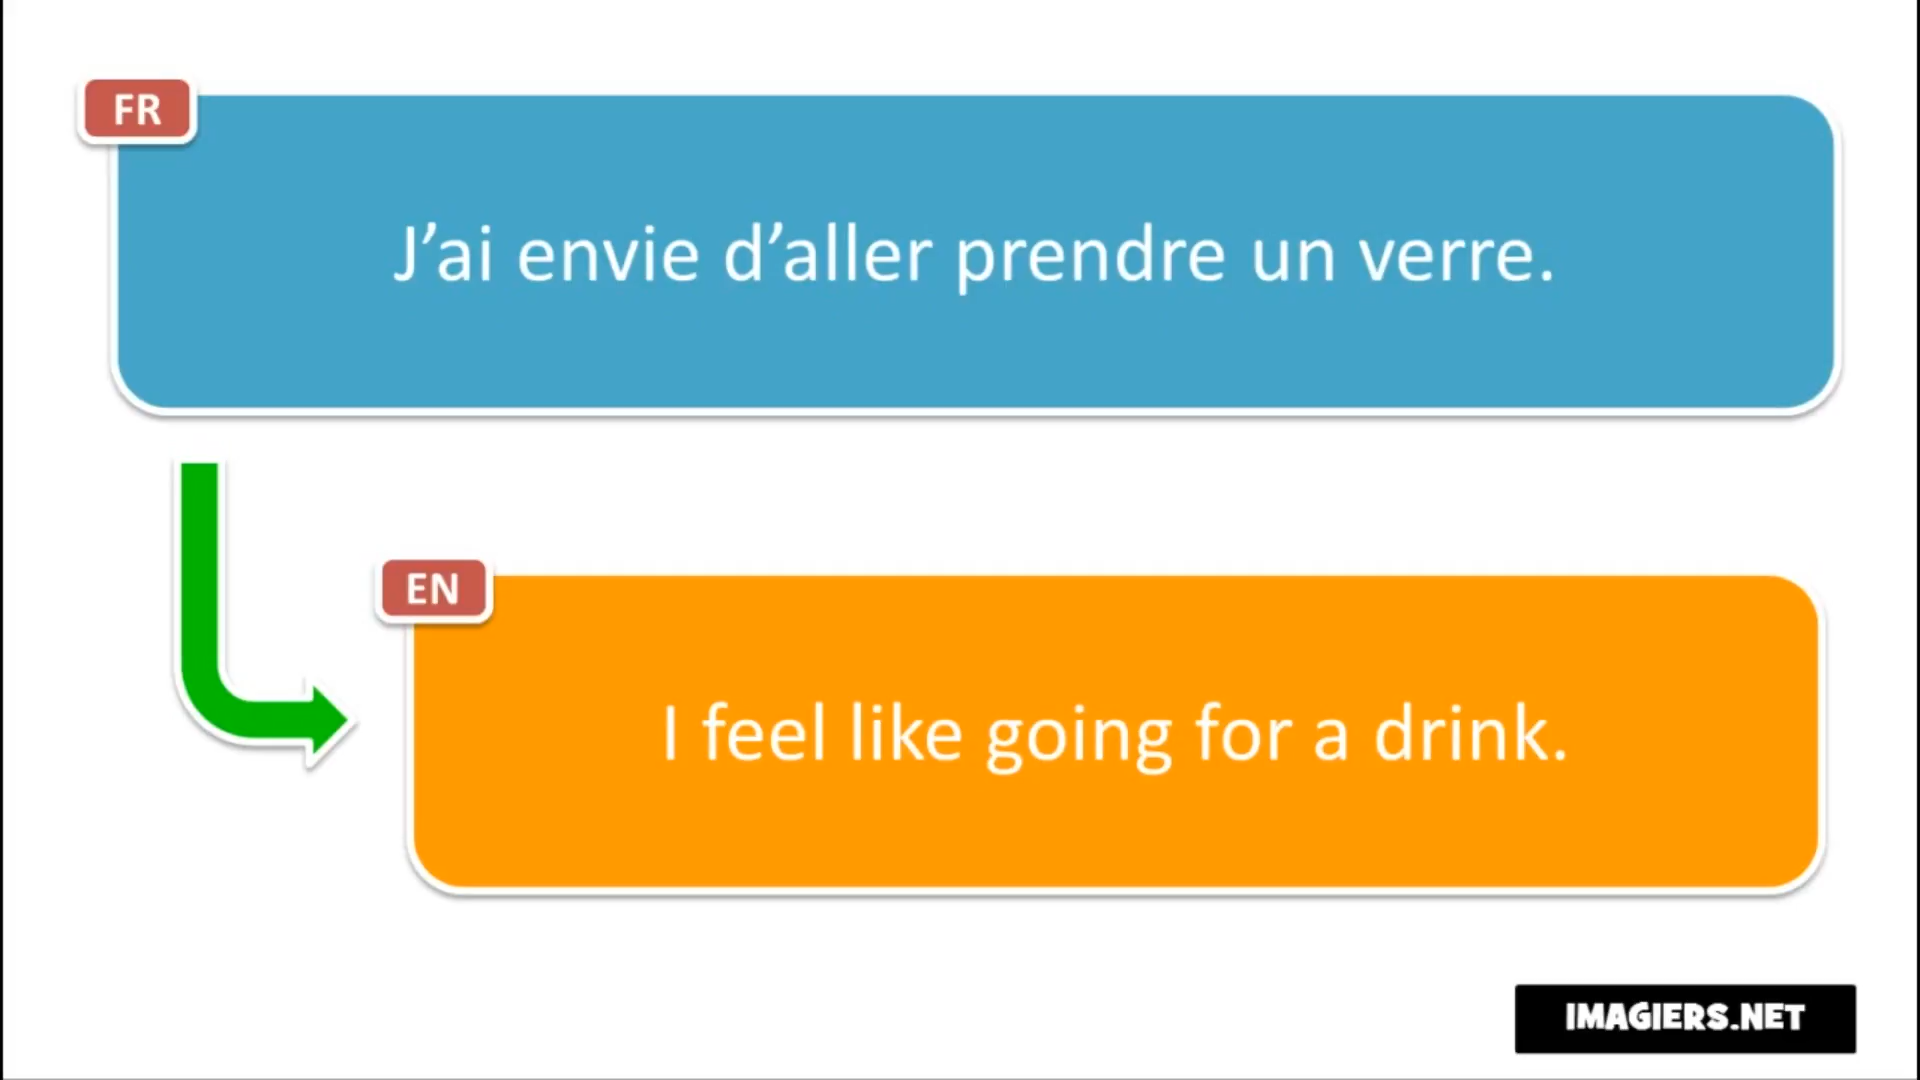 FR
J’ai envie d’aller prendre un verre.
EN
I feel like going for a drink.
IMAGIERS.NET